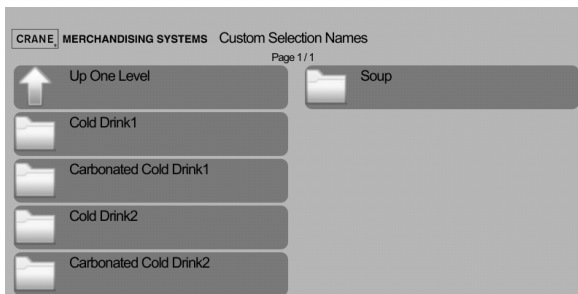 CRANE MERCHANDISING SYSTEMS Custom Selection Names
Page 1 / 1
Up One Level
Cold Drink1
Carbonated Cold Drink1
Cold Drink2
Carbonated Cold Drink2
Soup